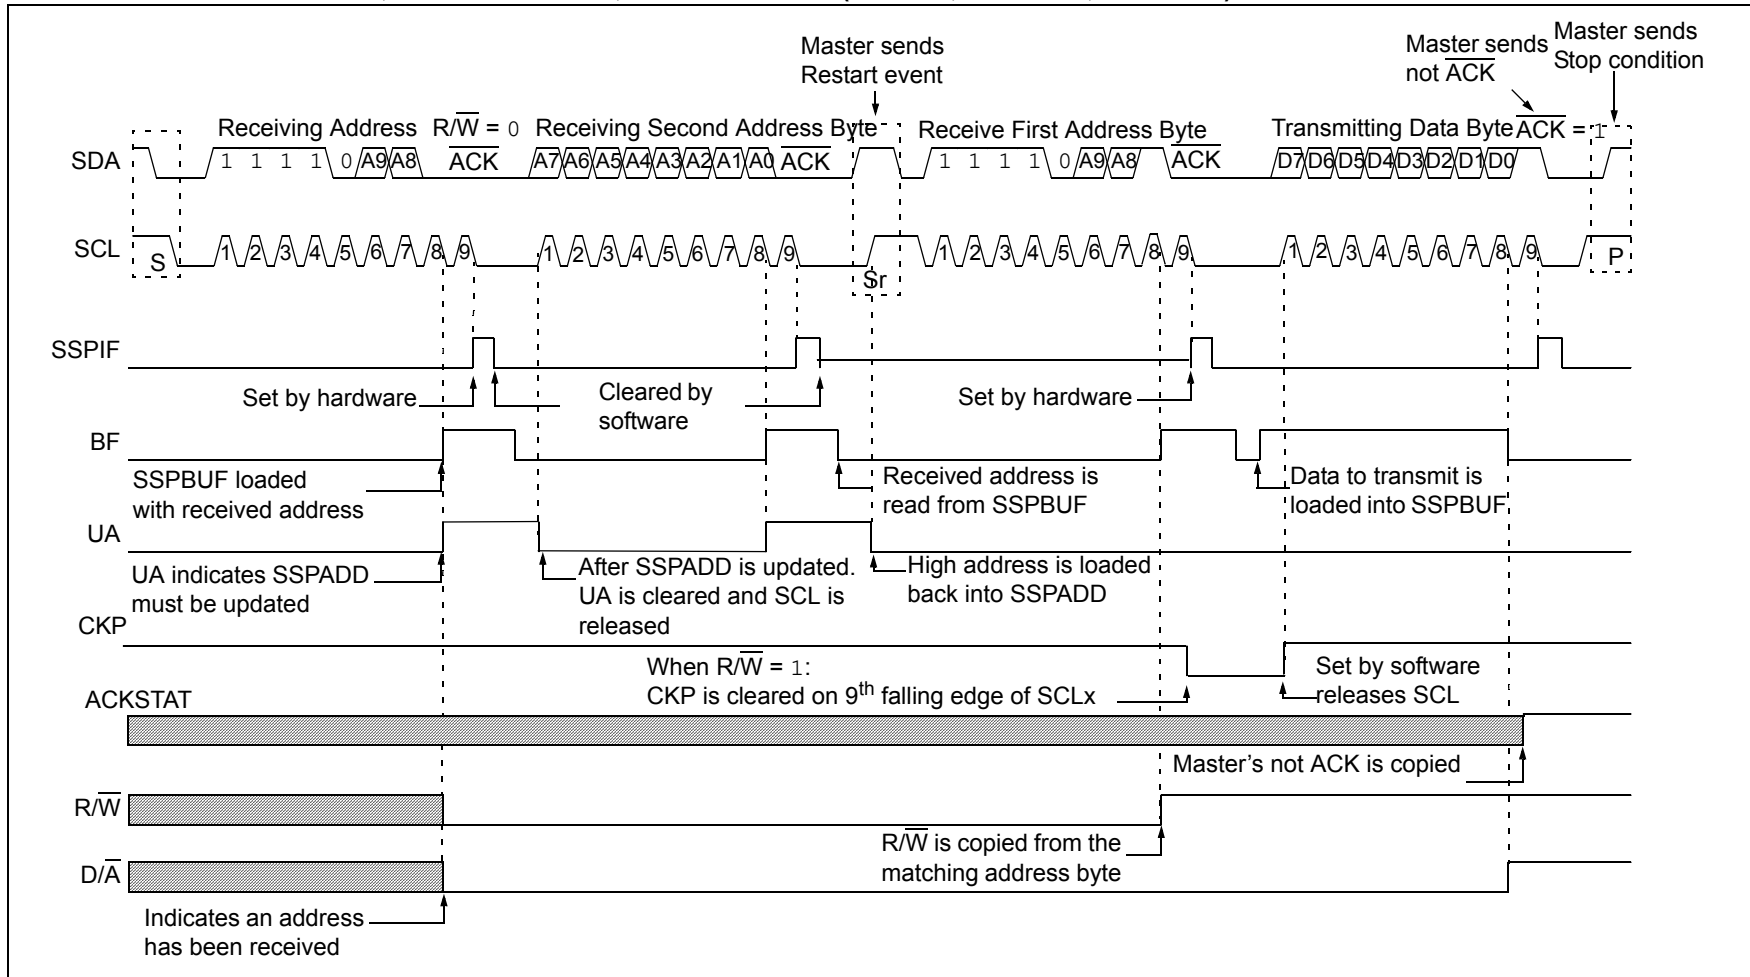 Master sends
Restart event
Master sends
not ACK
Master sends
Stop condition
Receiving Address R/W = 0 Receiving Second Address Byte Receive First Address Byte Transmitting Data Byte ACK = 1
SDA 1 1 1 1 0 A9 A8 ACK A7 A6 A5 A4 A3 A2 A1 A0 ACK 1 1 1 1 0 A9 A8 ACK D7 D6 D5 D4 D3 D2 D1 D0
SCL S 1 2 3 4 5 6 7 8 9 1 2 3 4 5 6 7 8 9 Sr 1 2 3 4 5 6 7 8 9 1 2 3 4 5 6 7 8 9 P
SSPIF
Set by hardware
Cleared by
software
Set by hardware
BF
SSPBUF loaded
with received address
Received address is
read from SSPBUF
Data to transmit is
loaded into SSPBUF
UA
UA indicates SSPADD
must be updated
After SSPADD is updated.
UA is cleared and SCL is
released
High address is loaded
back into SSPADD
CKP
When R/W = 1:
CKP is cleared on 9th falling edge of SCLx
Set by software
releases SCL
ACKSTAT
Master's not ACK is copied
R/W
R/W is copied from the
matching address byte
D/A
Indicates an address
has been received